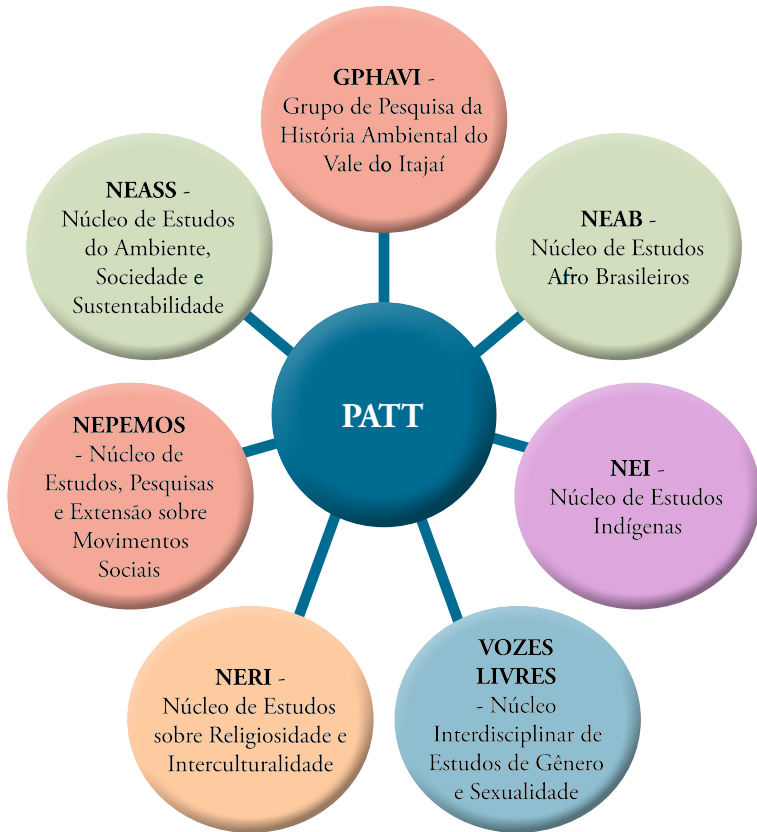 GPHAVI -
Grupo de Pesquisa da
História Ambiental do
Vale do Itajaí
NEASS -
Núcleo de Estudos
do Ambiente,
Sociedade e
Sustentabilidade
NEAB -
Núcleo de Estudos
Afro Brasileiros
PATT
NEPEMOS
- Núcleo de
Estudos, Pesquisas
e Extensão sobre
Movimentos
Sociais
NEI -
Núcleo de Estudos
Indígenas
NERI -
Núcleo de Estudos
sobre Religiosidade e
Interculturalidade
VOZES
LIVRES
- Núcleo
Interdisciplinar de
Estudos de Gênero
e Sexualidade